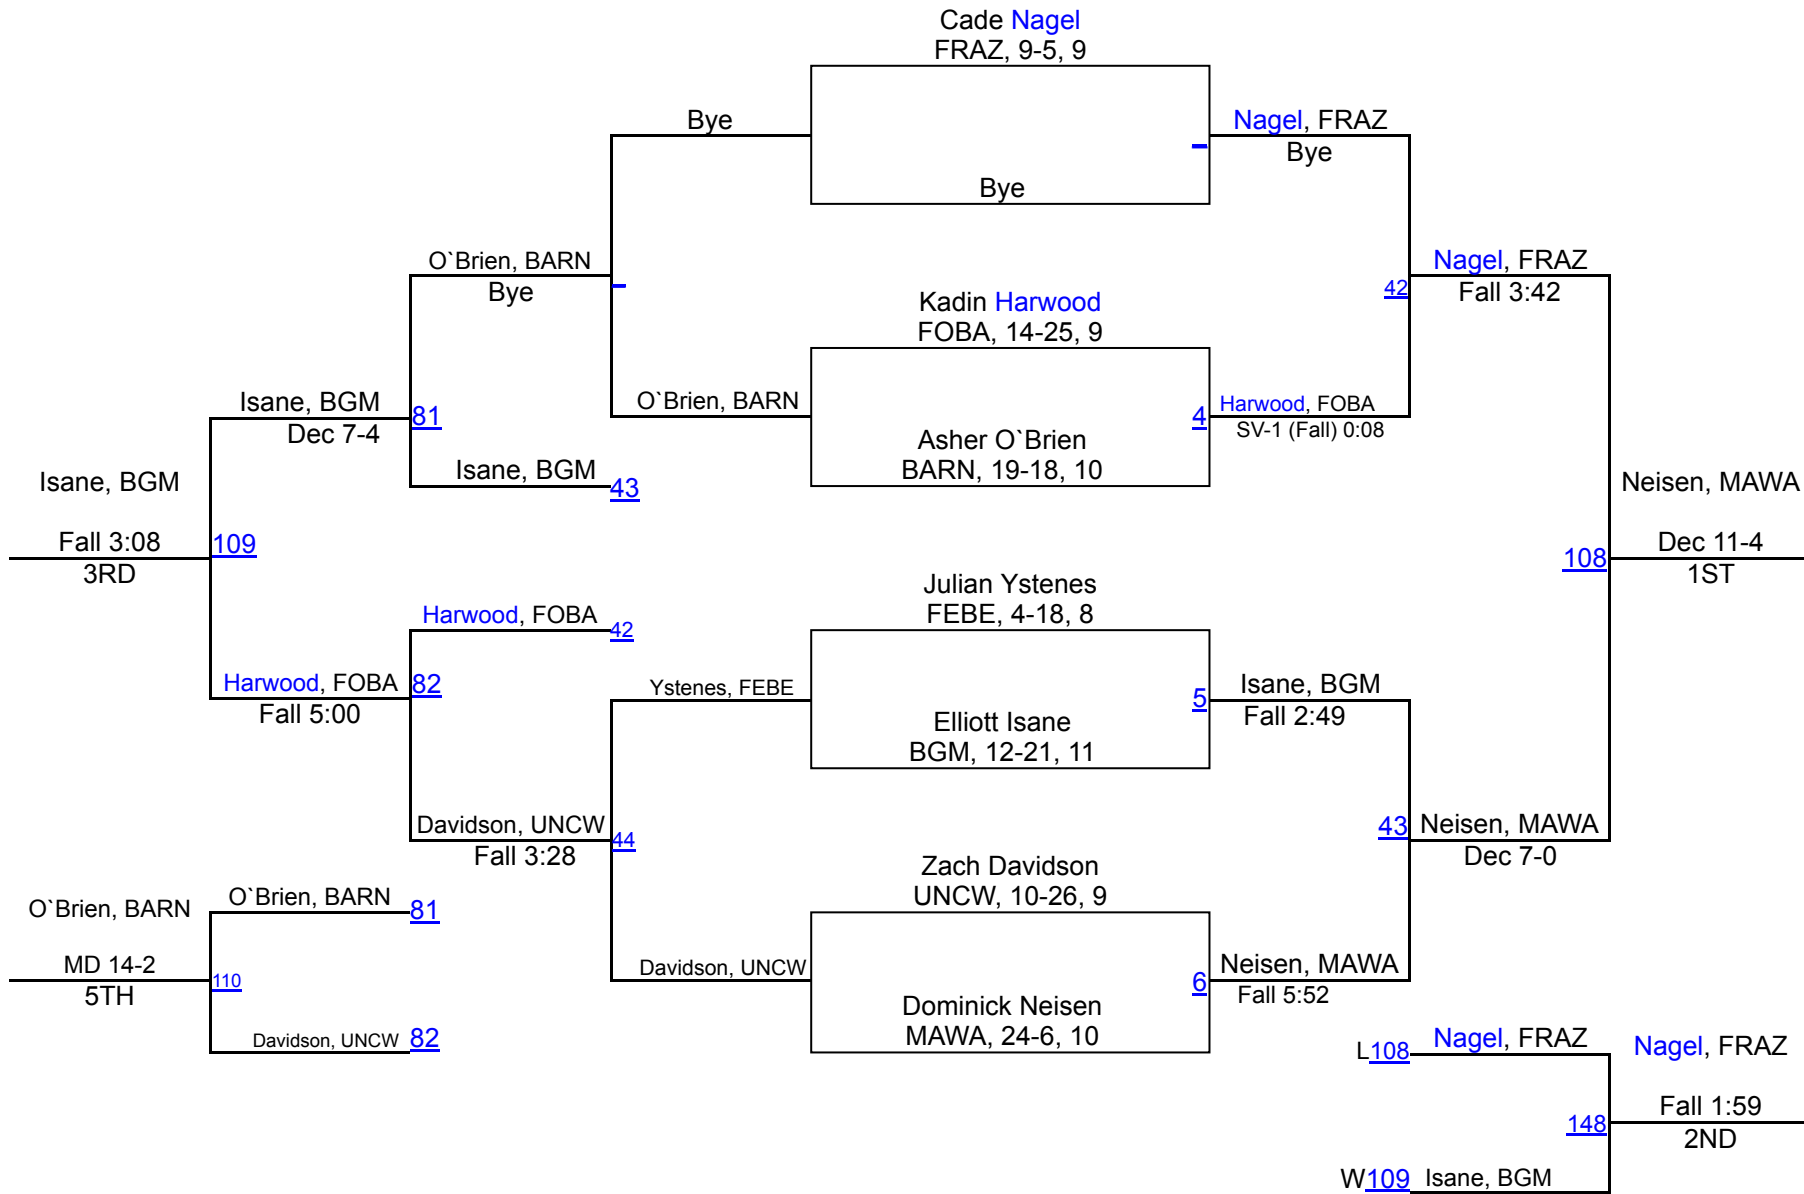 Cade Nagel
FRAZ, 9-5, 9
Bye
Nagel, FRAZ
Bye
-
Bye
O`Brien, BARN
Bye
-
Nagel, FRAZ
Fall 3:42
42
Kadin Harwood
FOBA, 14-25, 9
Isane, BGM
Dec 7-4
81
O`Brien, BARN
Harwood, FOBA
SV-1 (Fall) 0:08
4
Asher O`Brien
BARN, 19-18, 10
Isane, BGM
43
Isane, BGM
Fall 3:08
3RD
109
Neisen, MAWA
Dec 11-4
1ST
108
Julian Ystenes
FEBE, 4-18, 8
Harwood, FOBA
42
Harwood, FOBA
Fall 5:00
82
Ystenes, FEBE
Isane, BGM
Fall 2:49
5
Elliott Isane
BGM, 12-21, 11
Davidson, UNCW
Fall 3:28
44
43
Neisen, MAWA
Dec 7-0
Zach Davidson
UNCW, 10-26, 9
O`Brien, BARN
MD 14-2
5TH
O`Brien, BARN
81
110
Davidson, UNCW
82
Davidson, UNCW
6
Neisen, MAWA
Fall 5:52
Dominick Neisen
MAWA, 24-6, 10
L108
Nagel, FRAZ
Nagel, FRAZ
Fall 1:59
2ND
148
W109
Isane, BGM